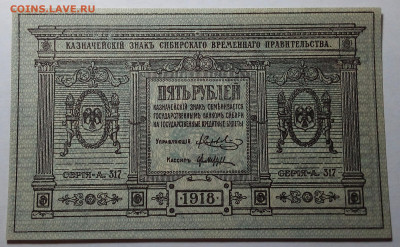 COINS.LAVE.RU
КАЗНАЧЕЙСКІЙ ЗНАКЪ СИБИРСКАГО ВРЕМЕННАГО ПРАВИТЕЛЬСТВА.
ПЯТЬ РУБЛЕЙ
КАЗНАЧЕЙСКІЙ ЗНАКЪ ОБМѢНИВАЕТСЯ
ГОСУДАРСТВЕННЫМЪ БАНКОМЪ СИБИРИ
НА ГОСУДАРСТВЕННЫЕ КРЕДИТНЫЕ БИЛЕТЫ
Управляющій
Кассиръ
СЕРІЯ-А. 317
СЕРІЯ-А. 317
1918